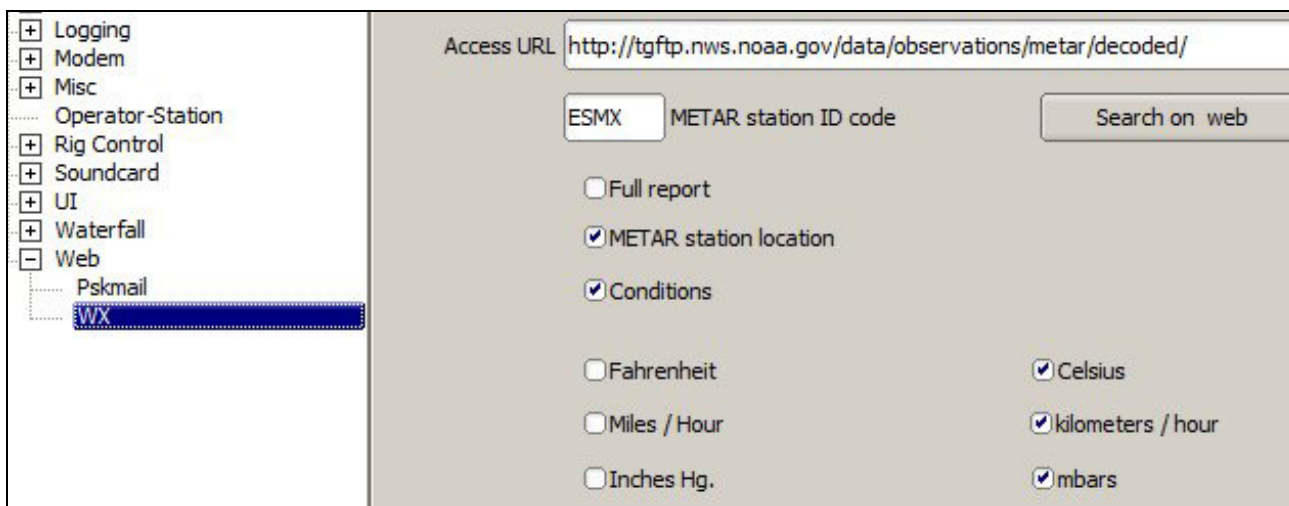 Logging
Modem
Misc
Operator-Station
Rig Control
Soundcard
UI
Waterfall
Web
Pskmail
WX
Access URL http://tgftp.nws.noaa.gov/data/observations/metar/decoded/
ESMX METAR station ID code Search on web
Full report
METAR station location
Conditions
Fahrenheit Celsius
Miles / Hour kilometers / hour
Inches Hg. mbars